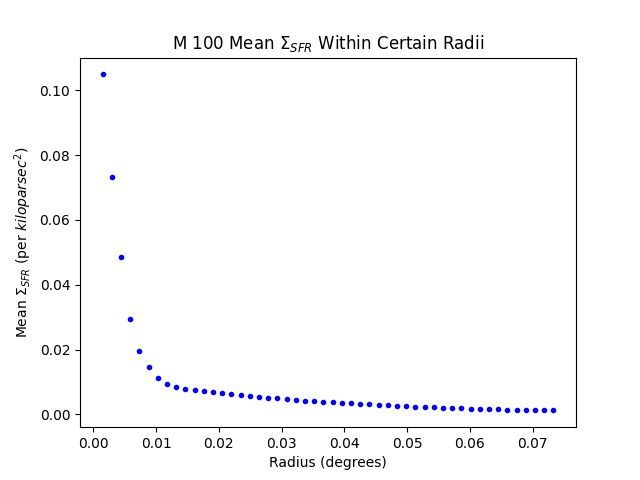 M 100 Mean Σ_SFR Within Certain Radii
Mean Σ_SFR (per kiloparsec²)
0.10
0.08
0.06
0.04
0.02
0.00
0.00 0.01 0.02 0.03 0.04 0.05 0.06 0.07
Radius (degrees)